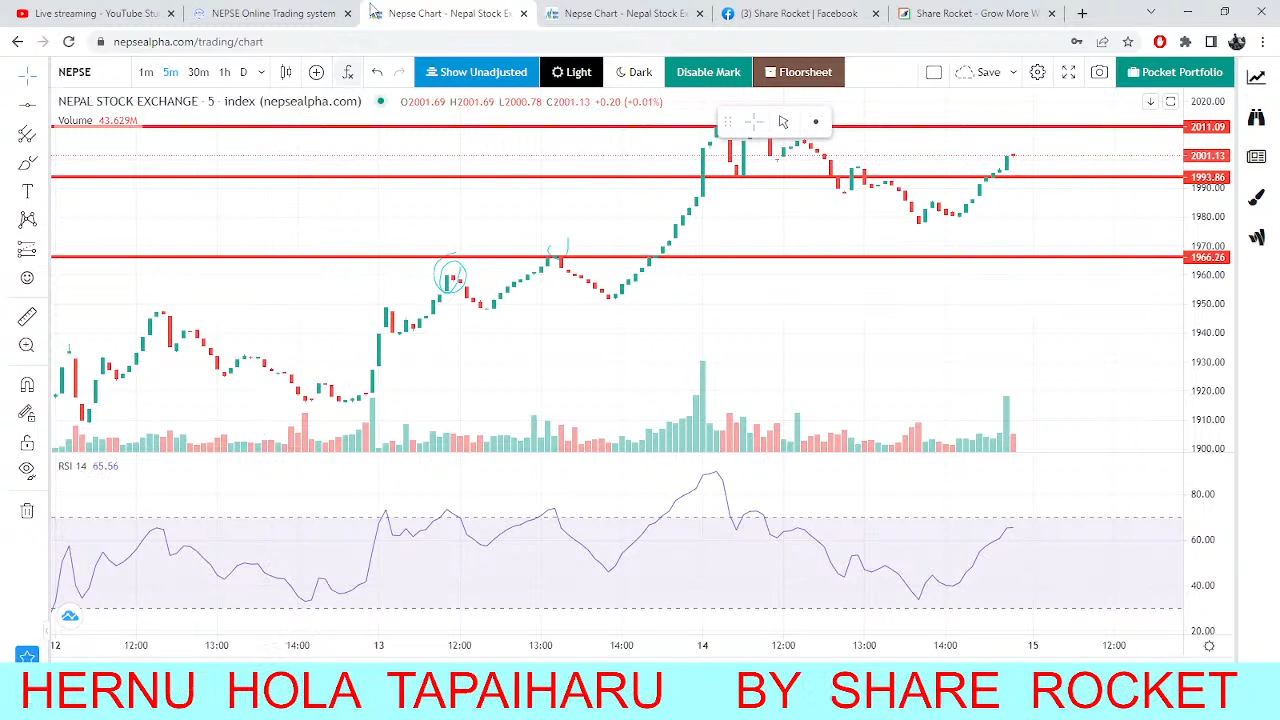 Live streaming - YouTube Stu
NEPSE Online Trading system
Nepse Chart - Nepal Stock Ex
Nepse Chart - Nepal Stock Ex
(3) Share Rocket | Facebook
Share Rocket - Grow More W
nepsealpha.com/trading/chart
NEPSE 1m 5m 30m 1h D Show Unadjusted Light Dark Disable Mark Floorsheet Save Pocket Portfolio
NEPAL STOCK EXCHANGE · 5 · index (nepsealpha.com) O2001.69 H2001.69 L2000.78 C2001.13 +0.20 (+0.01%)
Volume 43.629M
2020.00
2011.09
2001.13
1993.86
1990.00
1980.00
1970.00
1966.26
1960.00
1950.00
1940.00
1930.00
1920.00
1910.00
1900.00
RSI 14 65.56
80.00
60.00
40.00
20.00
12 12:00 13:00 14:00 13 12:00 13:00 14:00 14 12:00 13:00 14:00 15 12:00
HERNU HOLA TAPAIHARU BY SHARE ROCKET